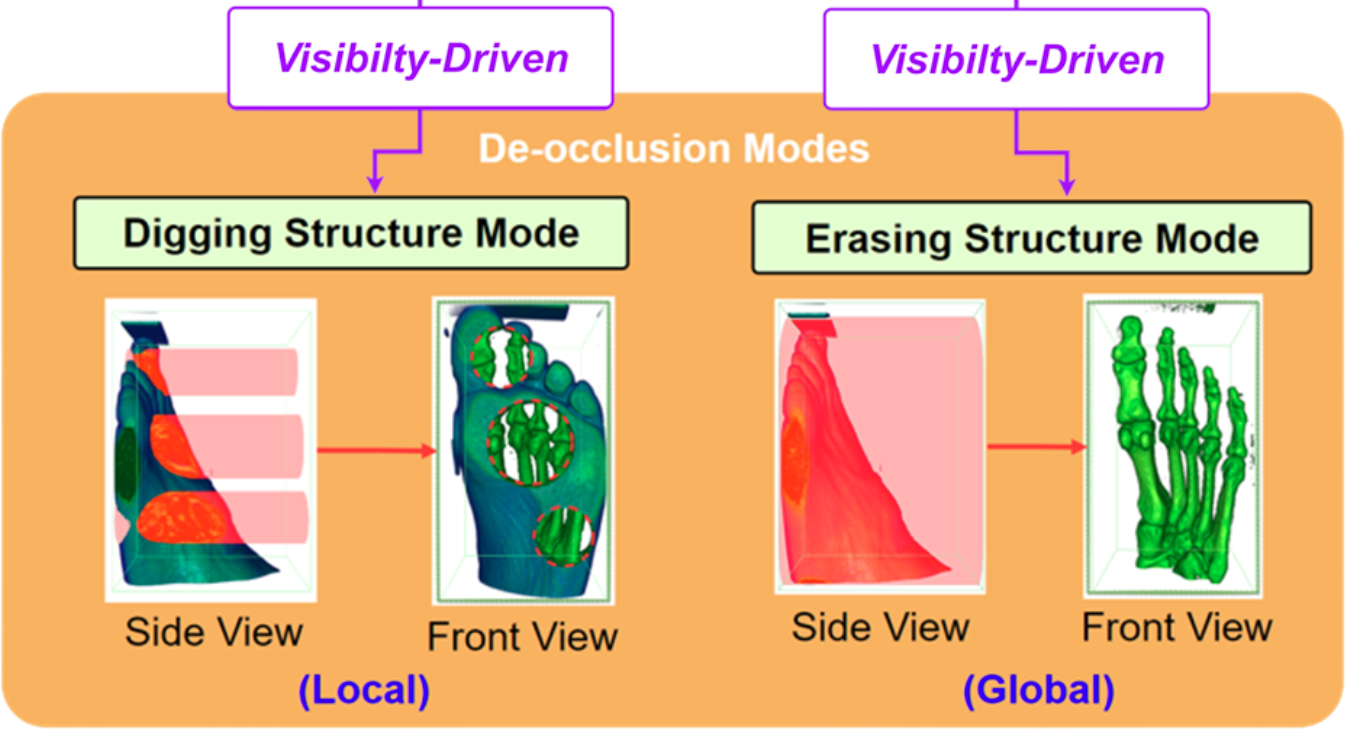 Visibilty-Driven
Visibilty-Driven
De-occlusion Modes
Digging Structure Mode
Erasing Structure Mode
Side View
Front View
Side View
Front View
(Local)
(Global)